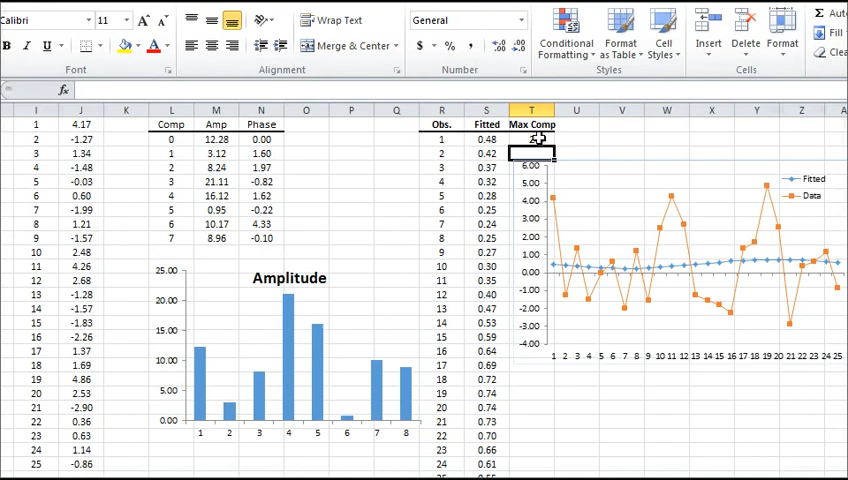 Calibri 11 A A Wrap Text General Σ Auto
B I U A Merge & Center $ % , .0 .00 Conditional Formatting Format as Table Cell Styles Insert Delete Format Fill Clea
Font Alignment Number Styles Cells
fx
I J K L M N O P Q R S T U V W X Y Z A
1 4.17 Comp Amp Phase Obs. Fitted Max Comp
2 -1.27 0 12.28 0.00 1 0.48
3 1.34 1 3.12 1.60 2 0.42
4 -1.48 2 8.24 1.97 3 0.37
5 -0.03 3 21.11 -0.82 4 0.32
6 0.60 4 16.12 1.62 5 0.28
7 -1.99 5 0.95 -0.22 6 0.25
8 1.21 6 10.17 4.33 7 0.24
9 -1.57 7 8.96 -0.10 8 0.25
10 2.48 9 0.27
11 4.26 10 0.30
12 2.68 11 0.35
13 -1.28 12 0.40
14 -1.57 13 0.47
15 -1.83 14 0.53
16 -2.26 15 0.59
17 1.37 16 0.64
18 1.69 17 0.69
19 4.86 18 0.72
20 2.53 19 0.74
21 -2.90 20 0.74
22 0.36 21 0.73
23 0.63 22 0.70
24 1.14 23 0.66
25 -0.86 24 0.61
Amplitude
25.00
20.00
15.00
10.00
5.00
0.00
1 2 3 4 5 6 7 8
6.00
5.00
4.00
3.00
2.00
1.00
0.00
-1.00
-2.00
-3.00
-4.00
1 2 3 4 5 6 7 8 9 10 11 12 13 14 15 16 17 18 19 20 21 22 23 24 25
Fitted
Data